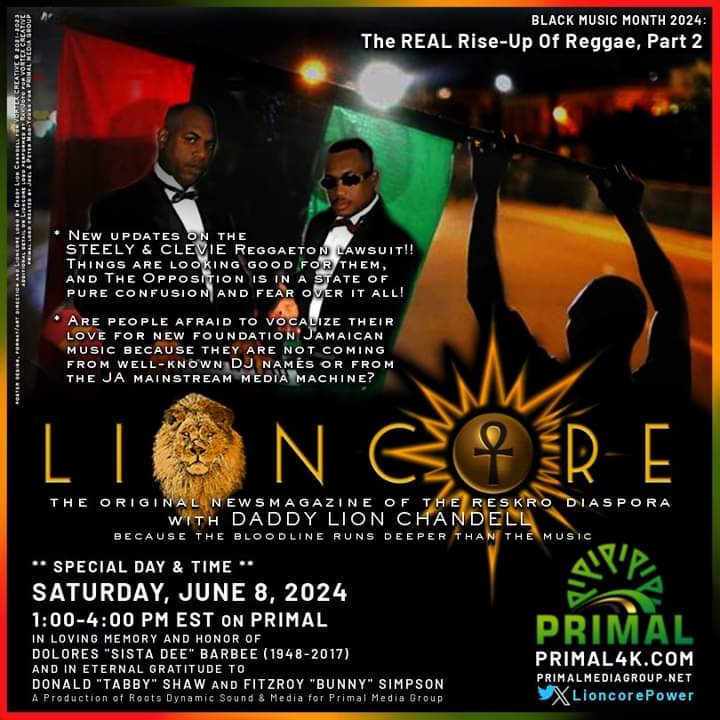 BLACK MUSIC MONTH 2024:
The REAL Rise-Up Of Reggae, Part 2
* New updates on the
STEELY & CLEVIE Reggaeton lawsuit!!
Things are looking good for them,
and The Opposition is in a state of
pure confusion and fear over it all!
* Are people afraid to vocalize their
love for new foundation Jamaican
music because they are not coming
from well-known DJ names or from
the JA mainstream media machine?
LIONCORE
THE ORIGINAL NEWSMAGAZINE OF THE RESKRO DIASPORA
WITH DADDY LION CHANDELL
BECAUSE THE BLOODLINE RUNS DEEPER THAN THE MUSIC
** SPECIAL DAY & TIME **
SATURDAY, JUNE 8, 2024
1:00-4:00 PM EST ON PRIMAL
IN LOVING MEMORY AND HONOR OF
DOLORES "SISTA DEE" BARBEE (1948-2017)
AND IN ETERNAL GRATITUDE TO
DONALD "TABBY" SHAW AND FITZROY "BUNNY" SIMPSON
A Production of Roots Dynamic Sound & Media for Primal Media Group
PRIMAL
PRIMAL4K.COM
PRIMALMEDIAGROUP.NET
LioncorePower